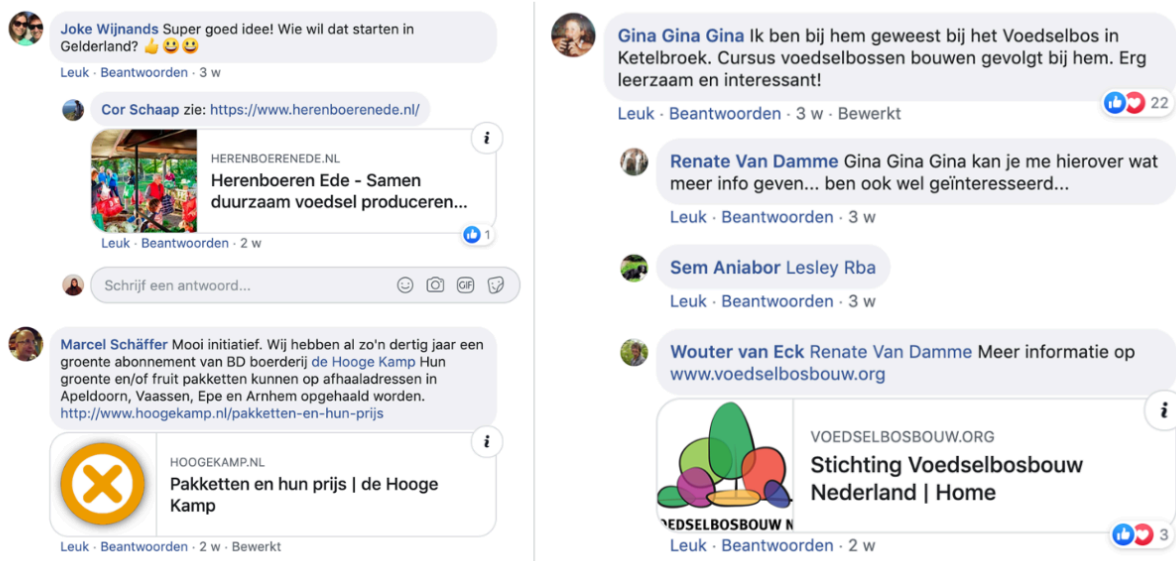 Joke Wijnands Super goed idee! Wie wil dat starten in
Gelderland? 👍😃😃
Leuk · Beantwoorden · 3 w
Cor Schaap zie: https://www.herenboerenede.nl/
HERENBOERENEDE.NL
Herenboeren Ede - Samen
duurzaam voedsel produceren...
1
Leuk · Beantwoorden · 2 w
Schrijf een antwoord...
GIF
Marcel Schäffer Mooi initiatief. Wij hebben al zo'n dertig jaar een
groente abonnement van BD boerderij de Hooge Kamp Hun
groente en/of fruit pakketten kunnen op afhaaladressen in
Apeldoorn, Vaassen, Epe en Arnhem opgehaald worden.
http://www.hoogekamp.nl/pakketten-en-hun-prijs
HOOGEKAMP.NL
Pakketten en hun prijs | de Hooge
Kamp
Leuk · Beantwoorden · 2 w · Bewerkt
Gina Gina Gina Ik ben bij hem geweest bij het Voedselbos in
Ketelbroek. Cursus voedselbossen bouwen gevolgd bij hem. Erg
leerzaam en interessant!
22
Leuk · Beantwoorden · 3 w · Bewerkt
Renate Van Damme Gina Gina Gina kan je me hierover wat
meer info geven... ben ook wel geïnteresseerd...
Leuk · Beantwoorden · 3 w
Sem Aniabor Lesley Rba
Leuk · Beantwoorden · 3 w
Wouter van Eck Renate Van Damme Meer informatie op
www.voedselbosbouw.org
VOEDSELBOSBOUW.ORG
Stichting Voedselbosbouw
Nederland | Home
OEDSELBOSBOUW N
3
Leuk · Beantwoorden · 2 w